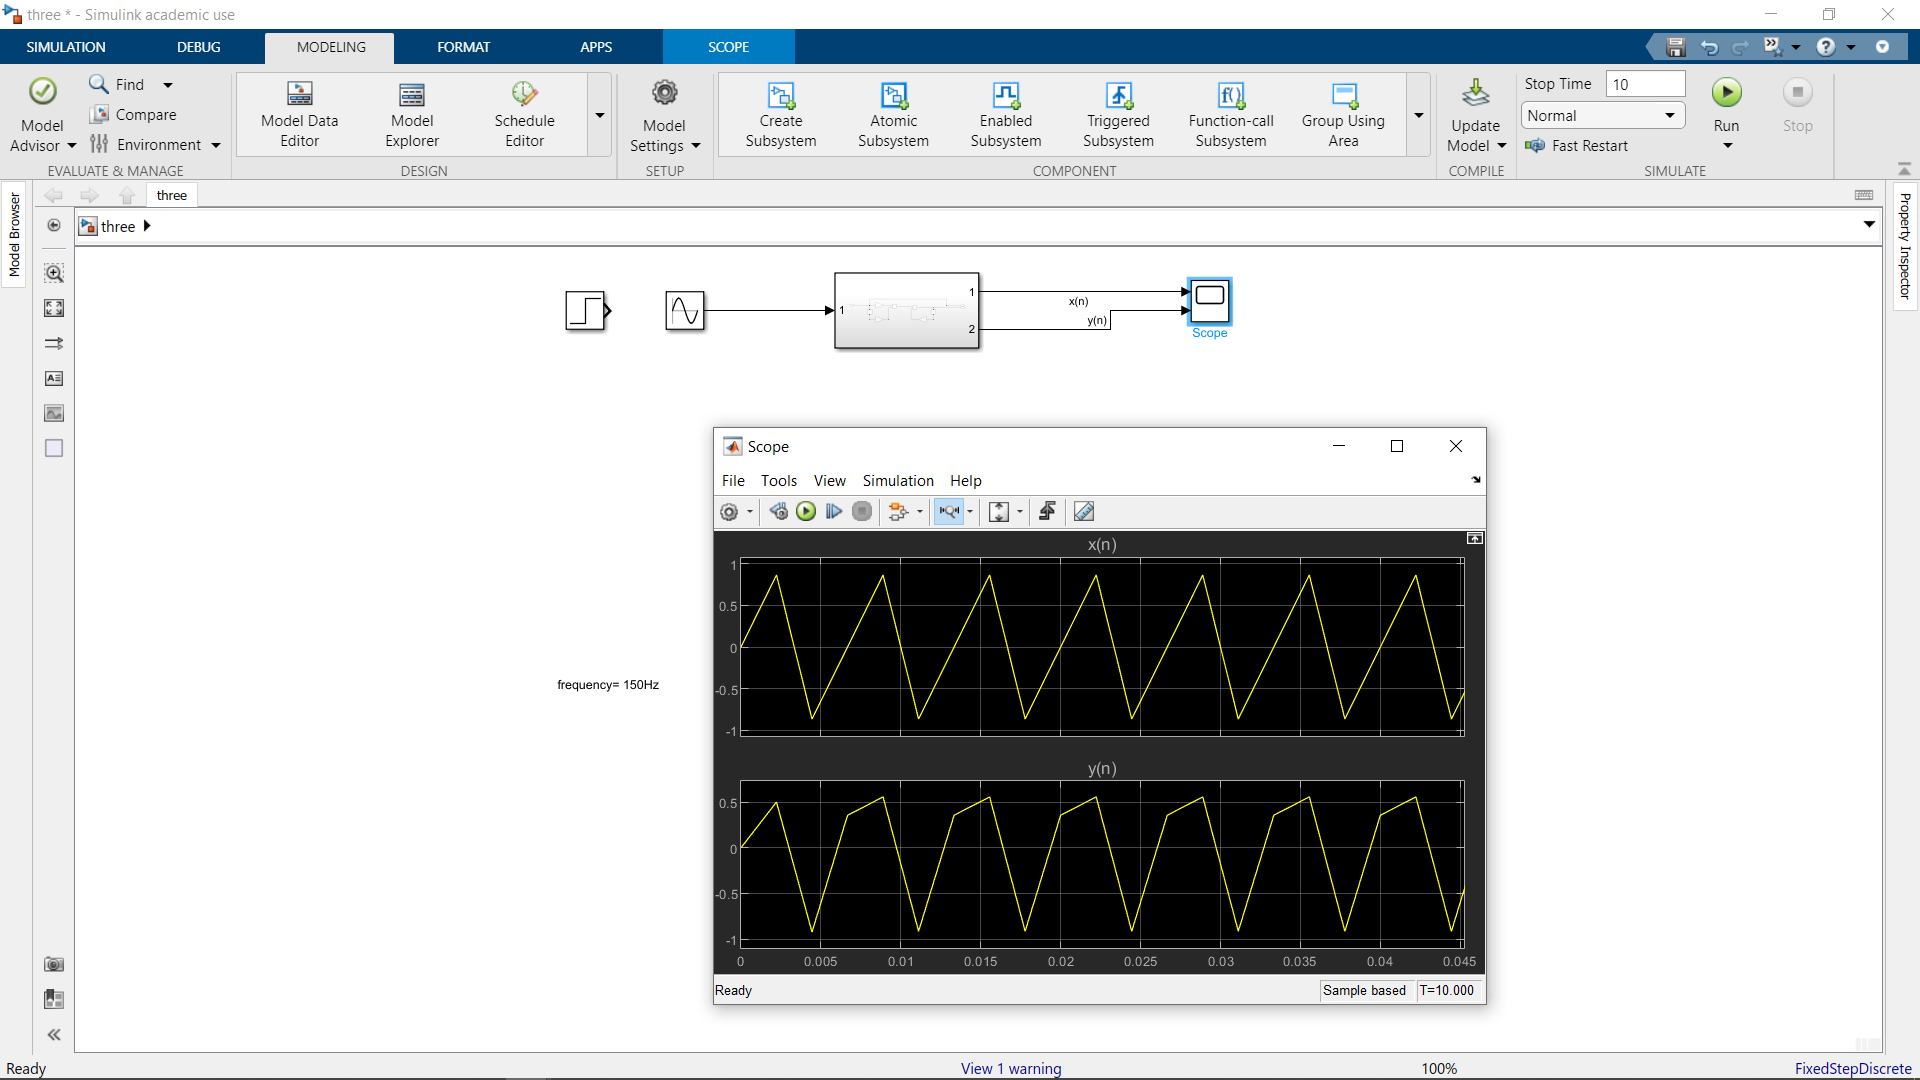 three * - Simulink academic use
SIMULATION DEBUG MODELING FORMAT APPS SCOPE
Model Advisor
Find
Compare
Environment
EVALUATE & MANAGE
Model Data Editor
Model Explorer
Schedule Editor
DESIGN
Model Settings
SETUP
Create Subsystem
Atomic Subsystem
Enabled Subsystem
Triggered Subsystem
Function-call Subsystem
Group Using Area
COMPONENT
Update Model
COMPILE
Stop Time 10
Normal
Fast Restart
Run
Stop
SIMULATE
Model Browser
three
three
Property Inspector
1
1
2
x(n)
y(n)
Scope
frequency= 150Hz
Scope
File Tools View Simulation Help
x(n)
1
0.5
0
-0.5
-1
y(n)
0.5
0
-0.5
-1
0 0.005 0.01 0.015 0.02 0.025 0.03 0.035 0.04 0.045
Ready Sample based T=10.000
Ready View 1 warning 100% FixedStepDiscrete